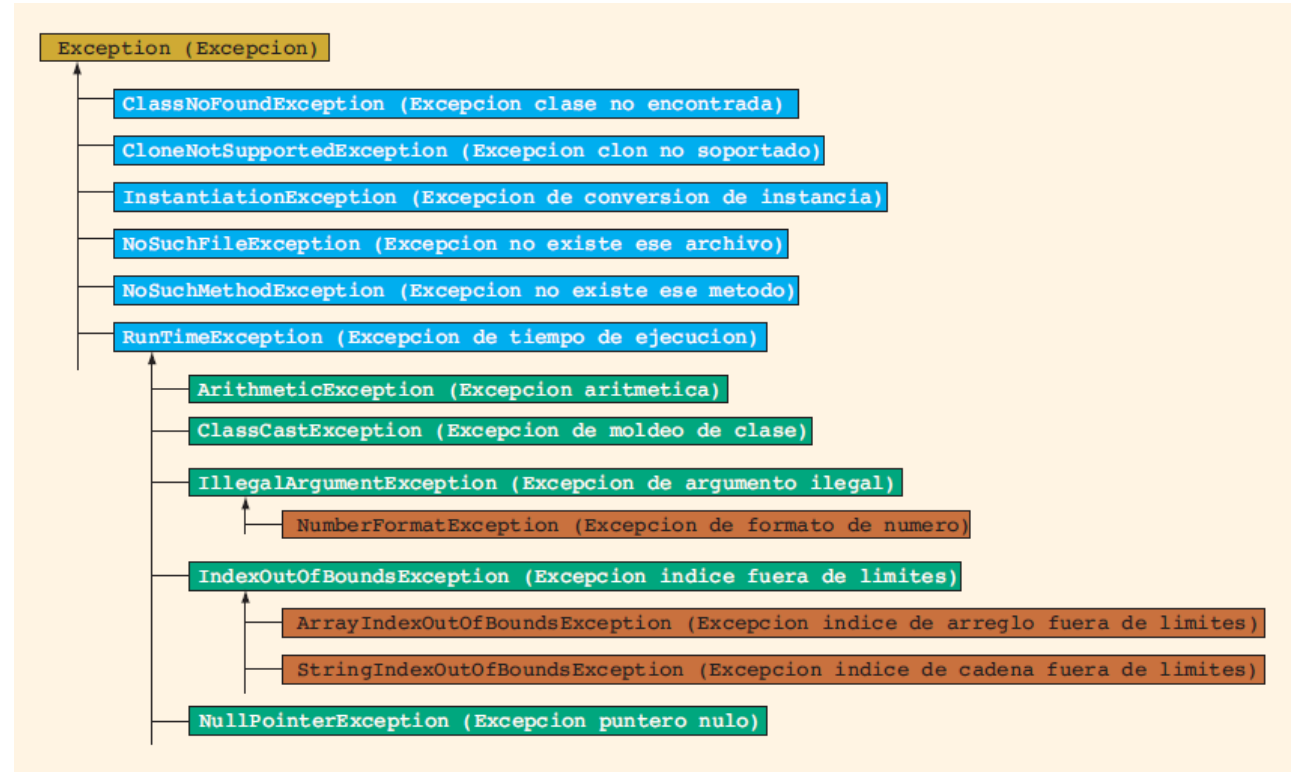 Exception (Excepcion)
ClassNoFoundException (Excepcion clase no encontrada)
CloneNotSupportedException (Excepcion clon no soportado)
InstantiationException (Excepcion de conversion de instancia)
NoSuchFileException (Excepcion no existe ese archivo)
NoSuchMethodException (Excepcion no existe ese metodo)
RunTimeException (Excepcion de tiempo de ejecucion)
ArithmeticException (Excepcion aritmetica)
ClassCastException (Excepcion de moldeo de clase)
IllegalArgumentException (Excepcion de argumento ilegal)
NumberFormatException (Excepcion de formato de numero)
IndexOutOfBoundsException (Excepcion indice fuera de limites)
ArrayIndexOutOfBoundsException (Excepcion indice de arreglo fuera de limites)
StringIndexOutOfBoundsException (Excepcion indice de cadena fuera de limites)
NullPointerException (Excepcion puntero nulo)